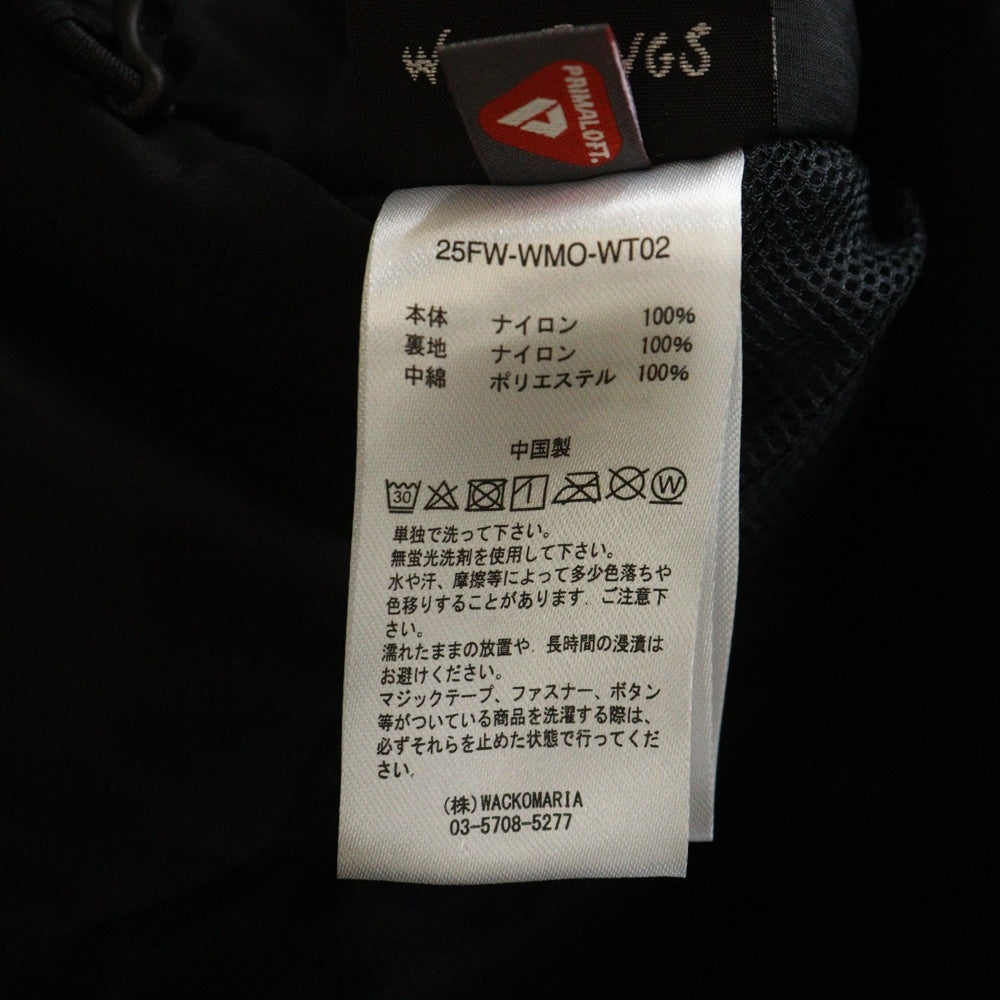 VGS
PRIMALOFT.
25FW-WMO-WT02
本体 ナイロン 100%
裏地 ナイロン 100%
中綿 ポリエステル 100%
中国製
30 W
単独で洗って下さい。
無蛍光洗剤を使用して下さい。
水や汗、摩擦等によって多少色落ちや
色移りすることがあります. ご注意下
さい。
濡れたままの放置や. 長時間の浸漬は
お避けください。
マジックテープ、ファスナー、ボタン
等がついている商品を洗濯する際は、
必ずそれらを止めた状態で行ってくだ
さい.
(株)WACKOMARIA
03-5708-5277